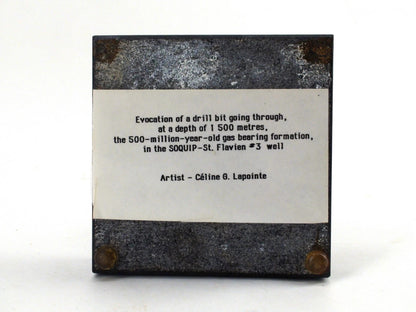 Evocation of a drill bit going through,
at a depth of 1 500 metres,
the 500-million-year-old gas bearing formation,
in the SOQUIP-St. Flavien #3 well
Artist - Céline G. Lapointe